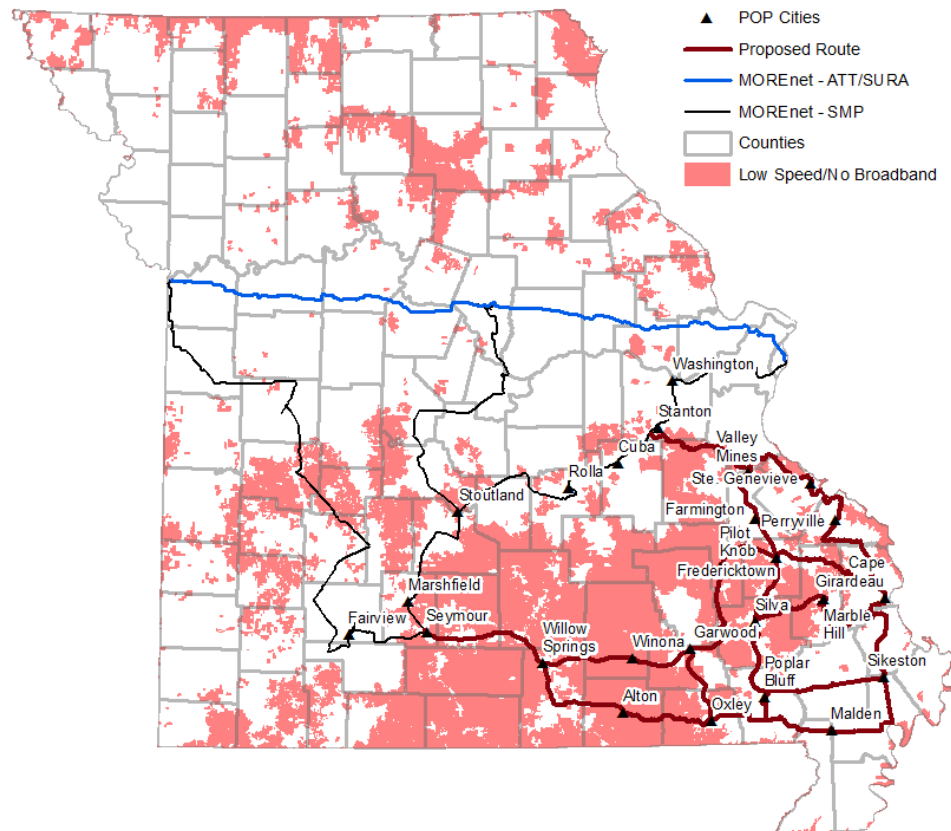 POP Cities
Proposed Route
MOREnet - ATT/SURA
MOREnet - SMP
Counties
Low Speed/No Broadband
Washington
Stanton
Valley
Mines
Cuba
Rolla
Ste. Genevieve
Stoutland
Farmington
Perryville
Pilot
Knob
Cape
Girardeau
Fredericktown
Marshfield
Silva
Fairview
Seymour
Marble
Hill
Willow
Springs
Winona
Garwood
Poplar
Bluff
Sikeston
Alton
Oxley
Malden